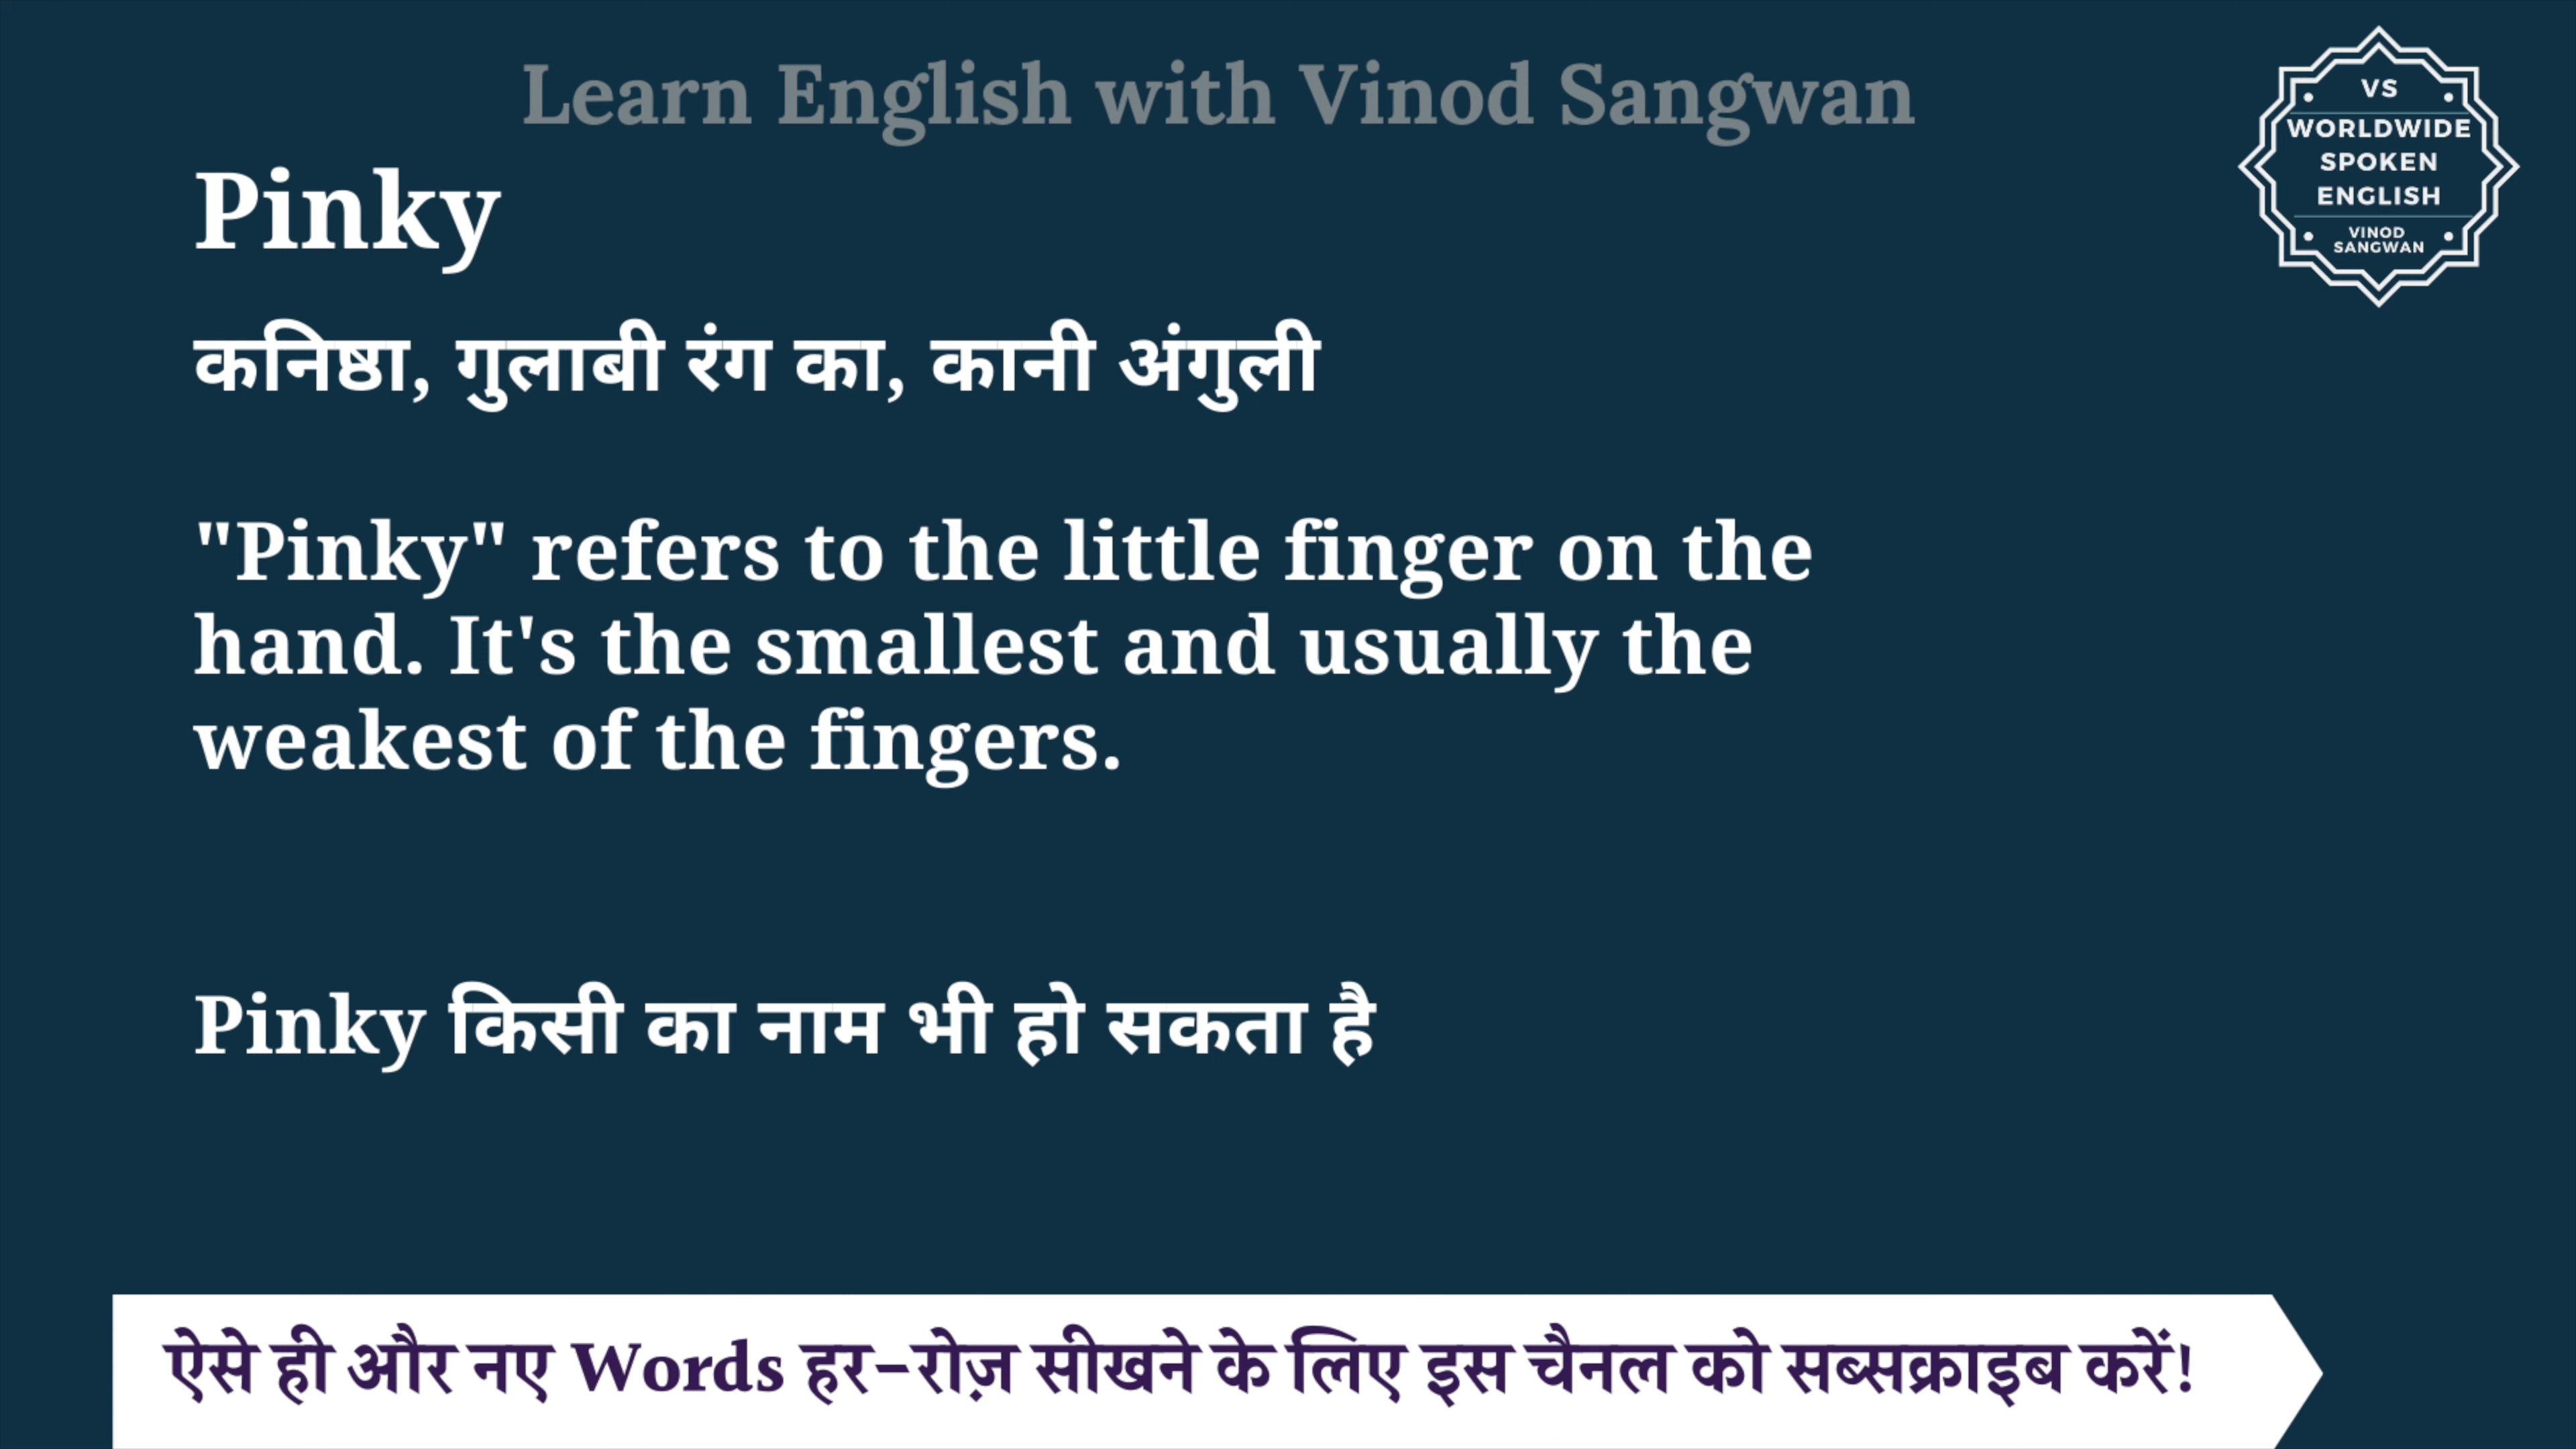 Learn English with Vinod Sangwan
VS
WORLDWIDE
SPOKEN
ENGLISH
VINOD
SANGWAN
Pinky
कनिष्ठा, गुलाबी रंग का, कानी अंगुली
"Pinky" refers to the little finger on the
hand. It's the smallest and usually the
weakest of the fingers.
Pinky किसी का नाम भी हो सकता है
ऐसे ही और नए Words हर-रोज़ सीखने के लिए इस चैनल को सब्सक्राइब करें!